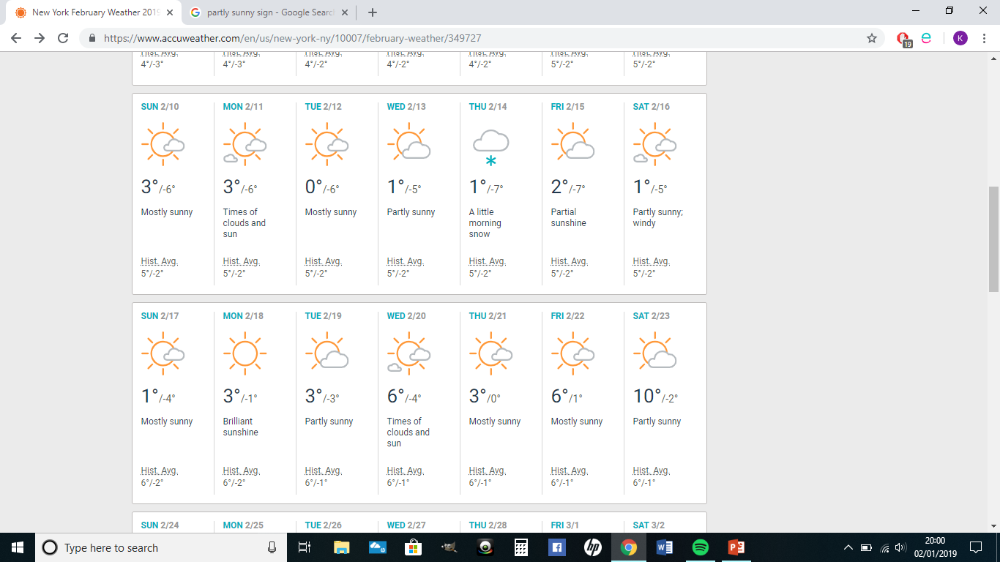 New York February Weather 2019
partly sunny sign - Google Searc
https://www.accuweather.com/en/us/new-york-ny/10007/february-weather/349727
19
K
Hist. Avg. Hist. Avg. Hist. Avg. Hist. Avg. Hist. Avg. Hist. Avg. Hist. Avg.
4°/-3° 4°/-3° 4°/-2° 4°/-2° 4°/-2° 5°/-2° 5°/-2°
SUN 2/10 MON 2/11 TUE 2/12 WED 2/13 THU 2/14 FRI 2/15 SAT 2/16
3°/-6° 3°/-6° 0°/-6° 1°/-5° 1°/-7° 2°/-7° 1°/-5°
Mostly sunny Times of Mostly sunny Partly sunny A little Partial Partly sunny;
clouds and morning sunshine windy
sun snow
Hist. Avg. Hist. Avg. Hist. Avg. Hist. Avg. Hist. Avg. Hist. Avg. Hist. Avg.
5°/-2° 5°/-2° 5°/-2° 5°/-2° 5°/-2° 5°/-2° 5°/-2°
SUN 2/17 MON 2/18 TUE 2/19 WED 2/20 THU 2/21 FRI 2/22 SAT 2/23
1°/-4° 3°/-1° 3°/-3° 6°/-4° 3°/0° 6°/1° 10°/-2°
Mostly sunny Brilliant Partly sunny Times of Mostly sunny Mostly sunny Partly sunny
sunshine clouds and
sun
Hist. Avg. Hist. Avg. Hist. Avg. Hist. Avg. Hist. Avg. Hist. Avg. Hist. Avg.
6°/-2° 6°/-2° 6°/-1° 6°/-1° 6°/-1° 6°/-1° 6°/-1°
SUN 2/24 MON 2/25 TUE 2/26 WED 2/27 THU 2/28 FRI 3/1 SAT 3/2
Type here to search
20:00
02/01/2019